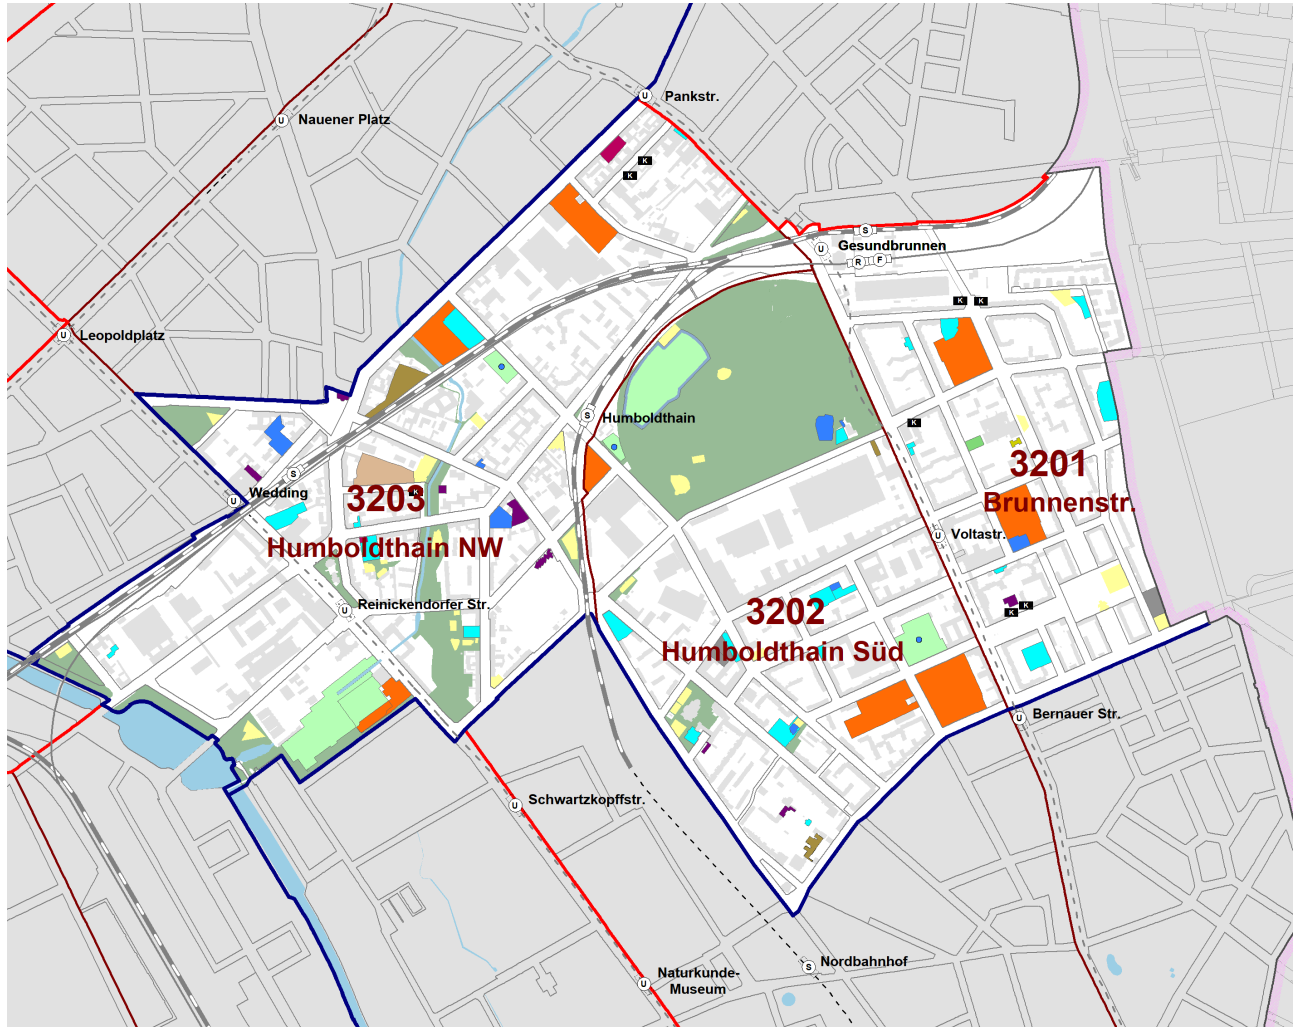 U
Pankstr.
U
Nauener Platz
K
K
S
U
Gesundbrunnen
R
F
K
K
U
Leopoldplatz
S
Humboldthain
K
3201
Brunnenstr.
S
U
Wedding
K
3203
Humboldthain NW
U
Voltastr.
U
Reinickendorfer Str.
K
K
3202
Humboldthain Süd
U
Bernauer Str.
U
Schwartzkopffstr.
S
Nordbahnhof
U
Naturkunde-
Museum